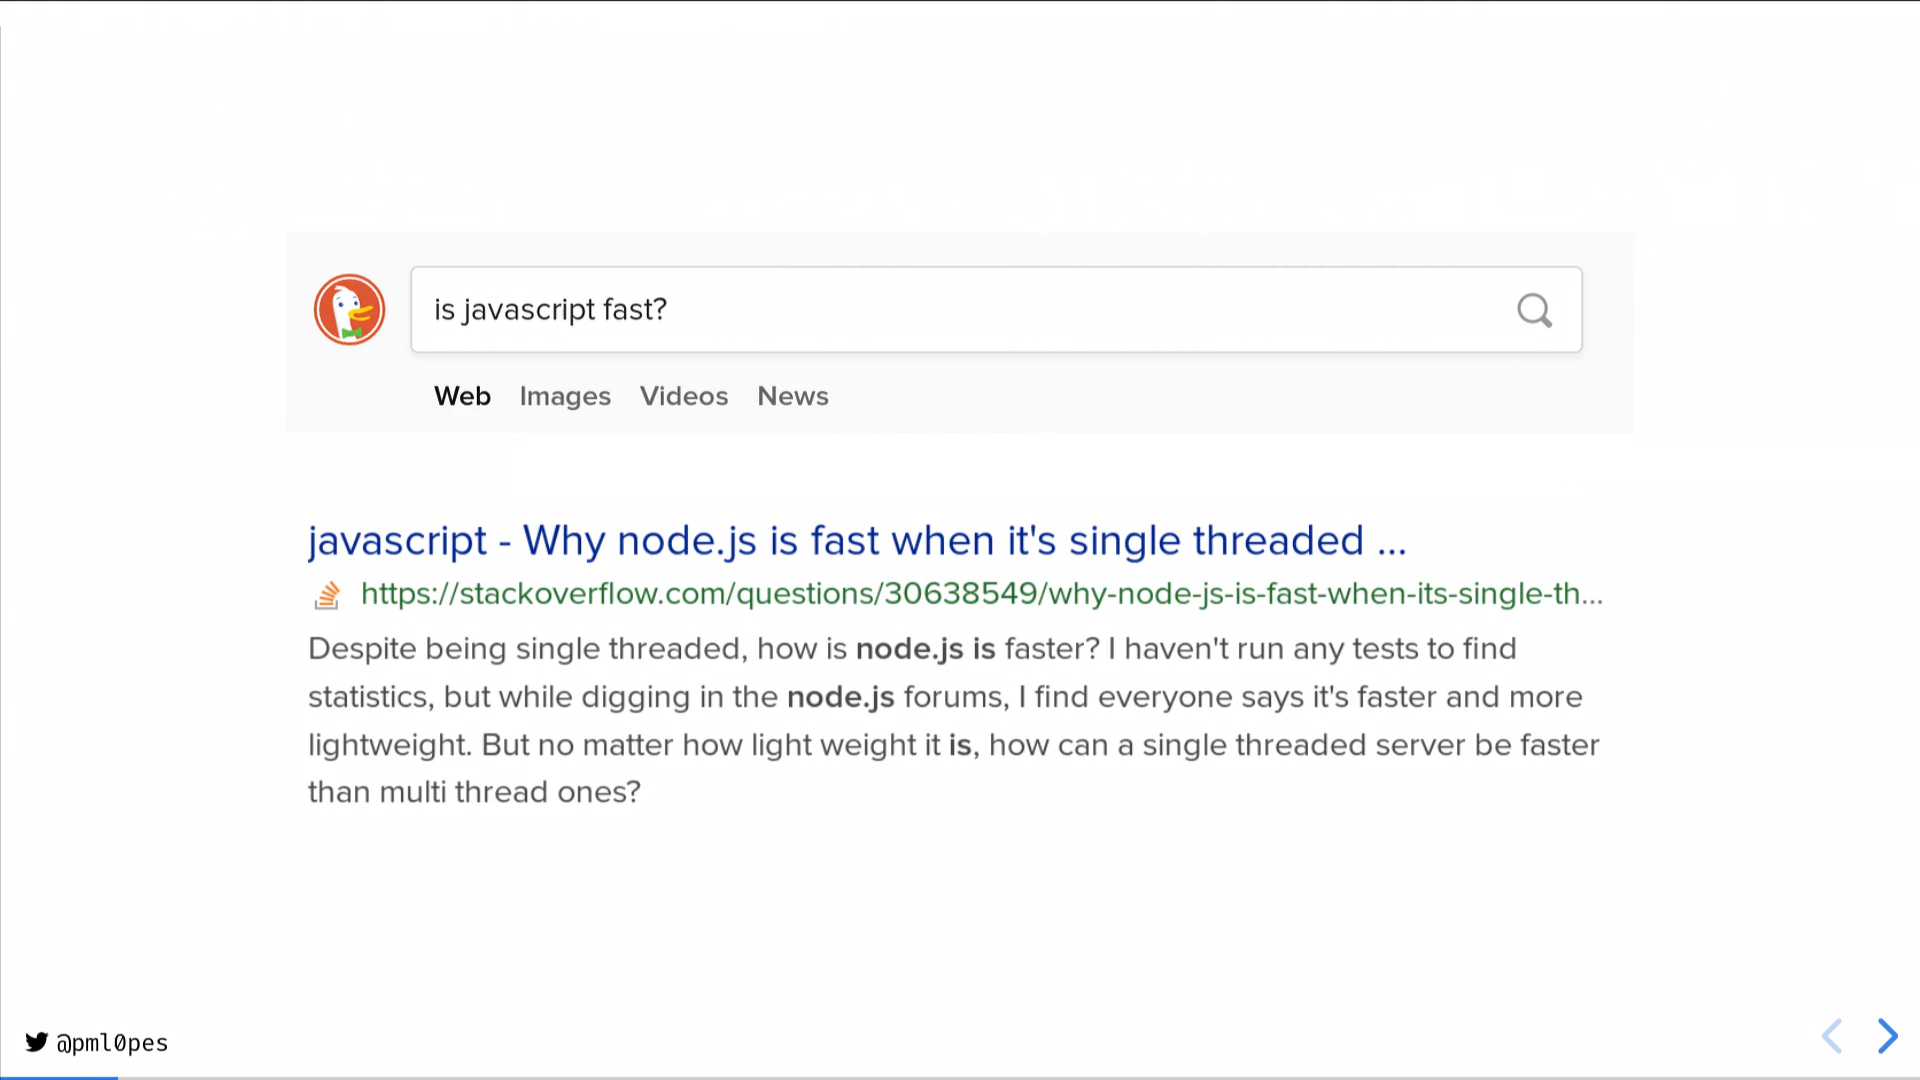 is javascript fast?
Web Images Videos News
javascript - Why node.js is fast when it's single threaded ...
https://stackoverflow.com/questions/30638549/why-node-js-is-fast-when-its-single-th...
Despite being single threaded, how is node.js is faster? I haven't run any tests to find
statistics, but while digging in the node.js forums, I find everyone says it's faster and more
lightweight. But no matter how light weight it is, how can a single threaded server be faster
than multi thread ones?
@pml0pes